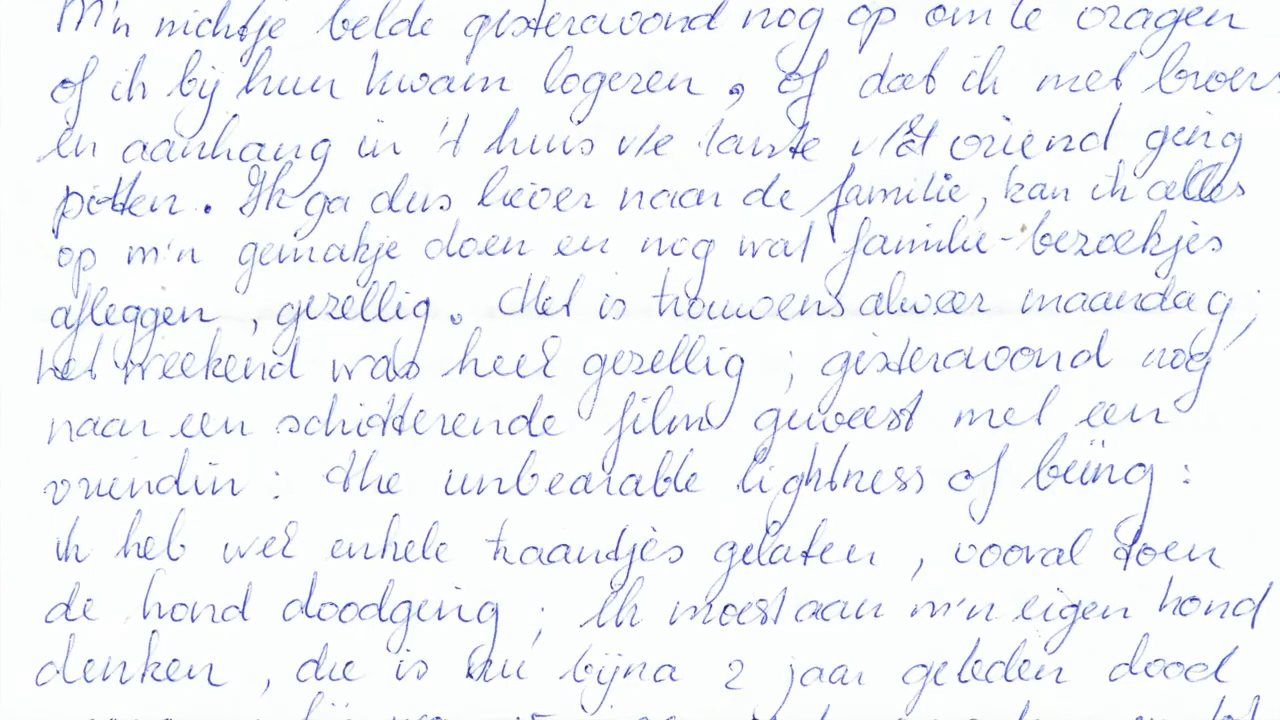 M'n nichtje belde gisteravond nog op om te vragen
of ik bij hun kwam logeren, of dat ik met broer
en aanhang in 't huis v/e tante v/d vriend ging
pitten. Ik ga dus liever naar de familie, kan ik alles
op m'n gemakje doen en nog wat familie-bezoekjes
afleggen, gezellig. Het is trouwens alweer maandag;
het weekend was heel gezellig; gisteravond nog
naar een schitterende film geweest met een
vriendin: the unbearable lightness of being:
ik heb wel enkele traantjes gelaten, vooral toen
de hond doodging; ik moest aan m'n eigen hond
denken, die is nu bijna 2 jaar geleden dood